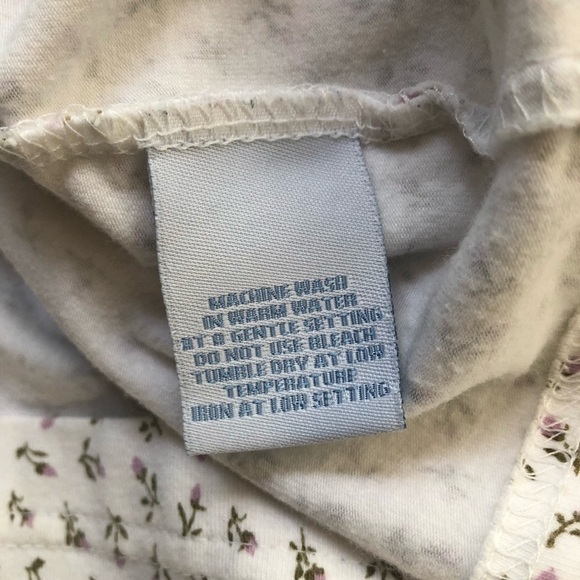 MACHINE WASH
IN WARM WATER
AT A GENTLE SETTING
DO NOT USE BLEACH
TUMBLE DRY AT LOW
TEMPERATURE
IRON AT LOW SETTING